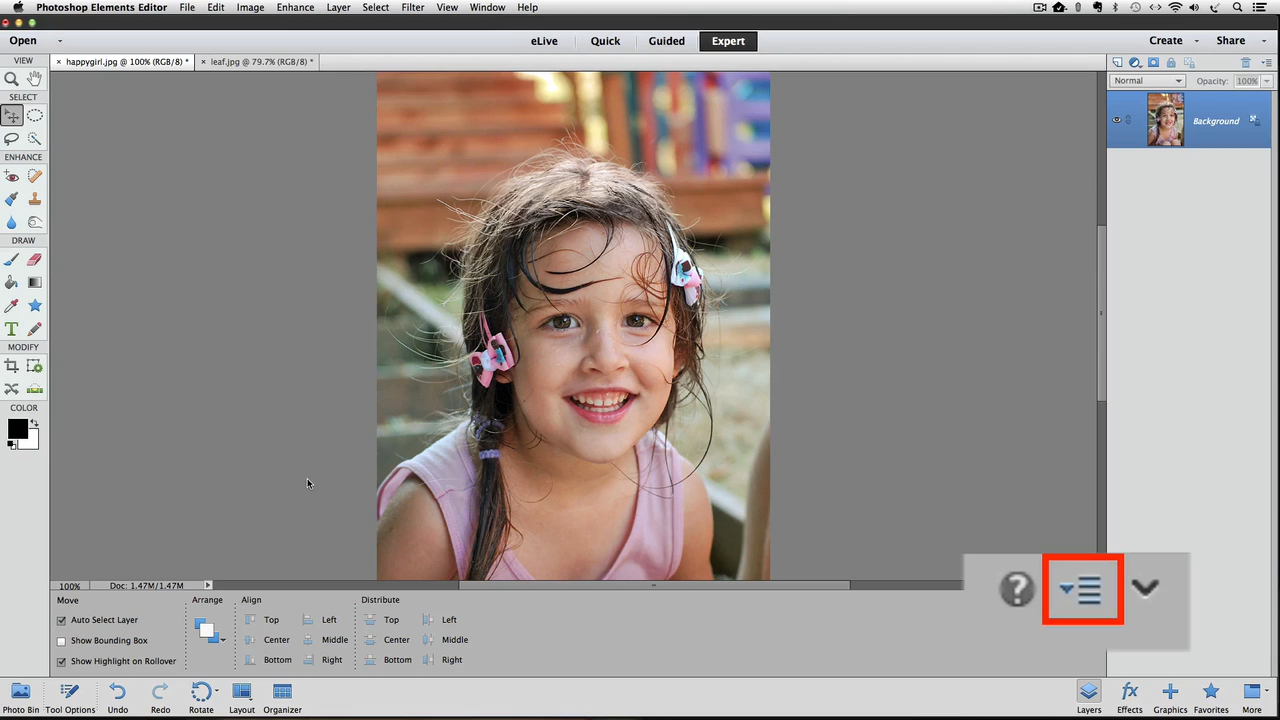 Photoshop Elements Editor File Edit Image Enhance Layer Select Filter View Window Help
Open eLive Quick Guided Expert Create Share
VIEW × happygirl.jpg @ 100% (RGB/8) * × leaf.jpg @ 79.7% (RGB/8) *
Normal Opacity: 100%
SELECT
Background
ENHANCE
DRAW
T
MODIFY
COLOR
100% Doc: 1.47M/1.47M
?
Move Arrange Align Distribute
Auto Select Layer Top Left Top Left
Show Bounding Box Center Middle Center Middle
Show Highlight on Rollover Bottom Right Bottom Right
Photo Bin Tool Options Undo Redo Rotate Layout Organizer fx Layers Effects Graphics Favorites More